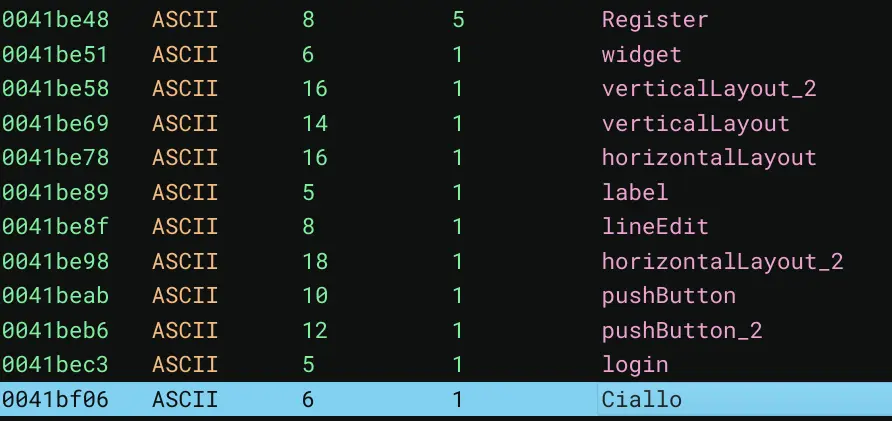 0041be48 ASCII 8 5 Register
0041be51 ASCII 6 1 widget
0041be58 ASCII 16 1 verticalLayout_2
0041be69 ASCII 14 1 verticalLayout
0041be78 ASCII 16 1 horizontalLayout
0041be89 ASCII 5 1 label
0041be8f ASCII 8 1 lineEdit
0041be98 ASCII 18 1 horizontalLayout_2
0041beab ASCII 10 1 pushButton
0041beb6 ASCII 12 1 pushButton_2
0041bec3 ASCII 5 1 login
0041bf06 ASCII 6 1 Ciallo